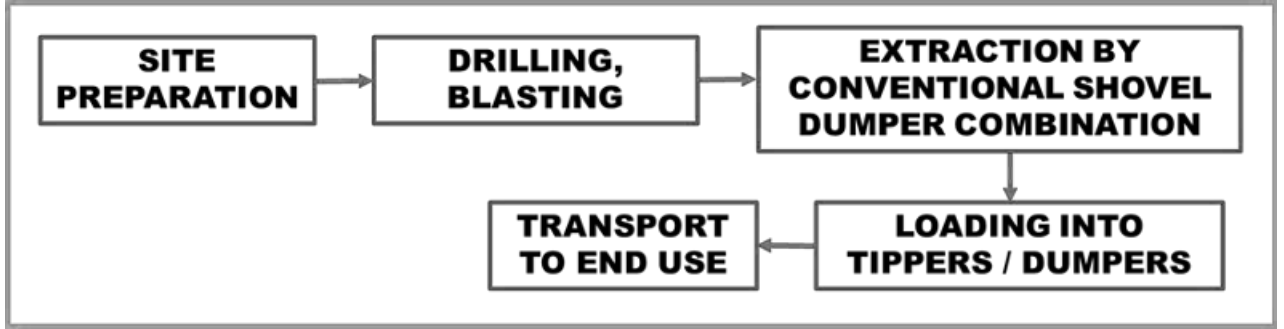 SITE
PREPARATION
DRILLING,
BLASTING
EXTRACTION BY
CONVENTIONAL SHOVEL
DUMPER COMBINATION
LOADING INTO
TIPPERS / DUMPERS
TRANSPORT
TO END USE